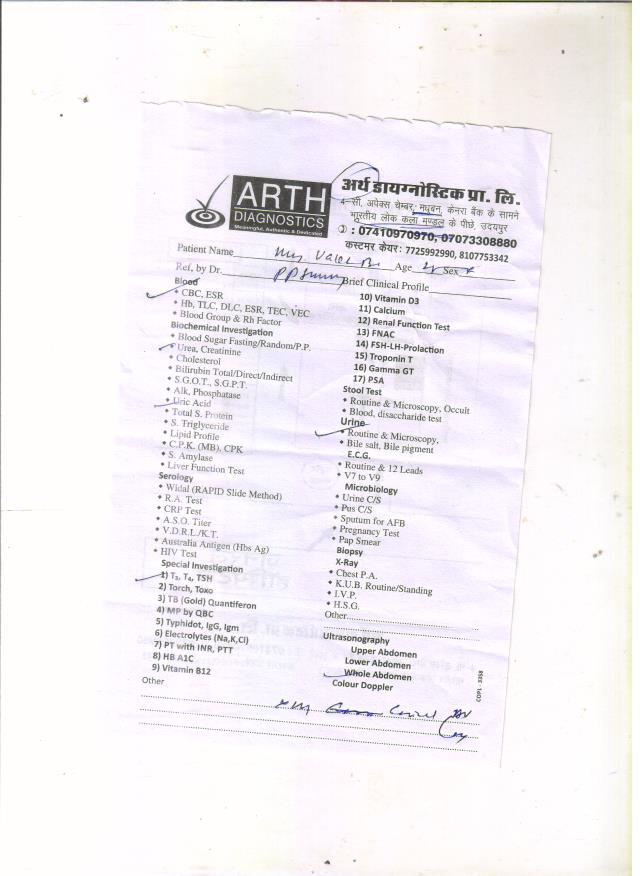 ARTH
DIAGNOSTICS
Meaningful, Authentic & Dedicated
अर्थ डायग्नोस्टिक प्रा. लि.
4-सी, अपेक्स चेम्बर, मधुबन, केनरा बैंक के सामने
भारतीय लोक कला मण्डल के पीछे, उदयपुर
: 07410970970, 07073308880
कस्टमर केयर: 7725992990, 8107753342
Patient Name Age Sex
Ref, by Dr. Brief Clinical Profile
Blood
CBC, ESR
Hb, TLC, DLC, ESR, TEC, VEC
Blood Group & Rh Factor
Biochemical Investigation
Blood Sugar Fasting/Random/P.P.
Urea, Creatinine
Cholesterol
Bilirubin Total/Direct/Indirect
S.G.O.T., S.G.P.T.
Alk, Phosphatase
Uric Acid
Total S. Protein
S. Triglyceride
Lipid Profile
C.P.K. (MB), CPK
S. Amylase
Liver Function Test
Serology
Widal (RAPID Slide Method)
R.A. Test
CRP Test
A.S.O. Titer
V.D.R.L./K.T.
Australia Antigen (Hbs Ag)
HIV Test
Special Investigation
1) T3, T4, TSH
2) Torch, Toxo
3) TB (Gold) Quantiferon
4) MP by QBC
5) Typhidot, IgG, Igm
6) Electrolytes (Na,K,Cl)
7) PT with INR, PTT
8) HB A1C
9) Vitamin B12
Other
10) Vitamin D3
11) Calcium
12) Renal Function Test
13) FNAC
14) FSH-LH-Prolaction
15) Troponin T
16) Gamma GT
17) PSA
Stool Test
Routine & Microscopy, Occult
Blood, disaccharide test
Urine
Routine & Microscopy,
Bile salt, Bile pigment
E.C.G.
Routine & 12 Leads
V7 to V9
Microbiology
Urine C/S
Pus C/S
Sputum for AFB
Pregnancy Test
Pap Smear
Biopsy
X-Ray
Chest P.A.
K.U.B. Routine/Standing
I.V.P.
H.S.G.
Other
Ultrasonography
Upper Abdomen
Lower Abdomen
Whole Abdomen
Colour Doppler
COPL - 3358